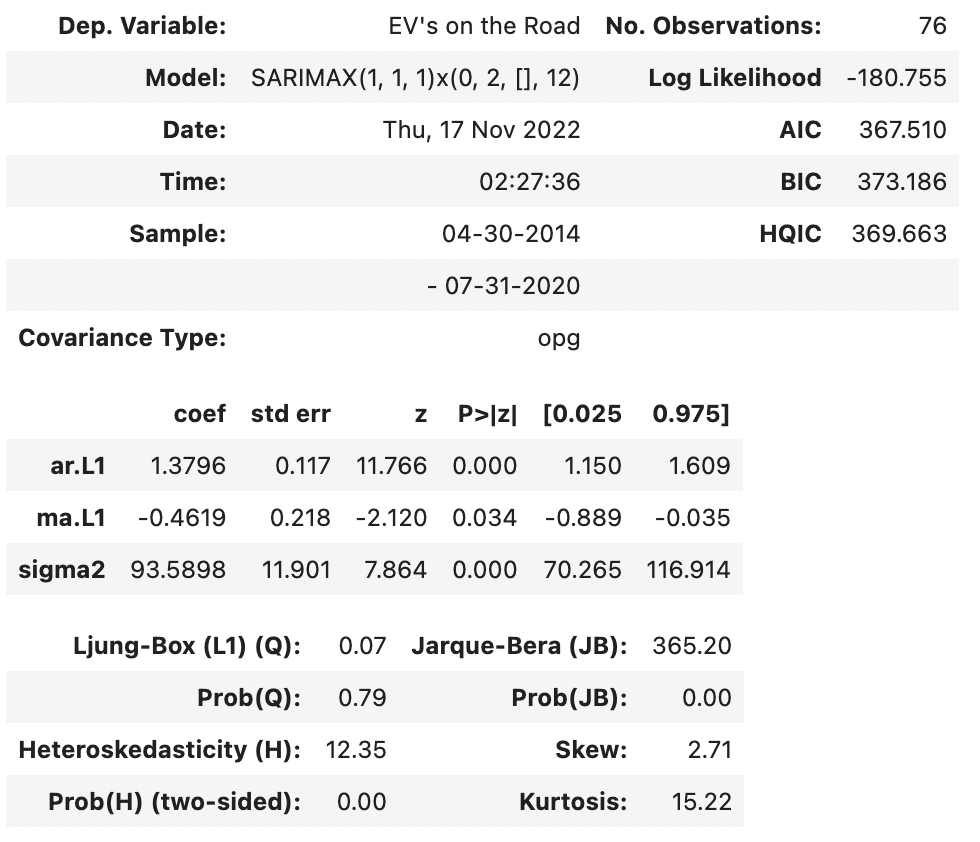 Dep. Variable: EV's on the Road No. Observations: 76
Model: SARIMAX(1, 1, 1)x(0, 2, [], 12) Log Likelihood -180.755
Date: Thu, 17 Nov 2022 AIC 367.510
Time: 02:27:36 BIC 373.186
Sample: 04-30-2014 HQIC 369.663
- 07-31-2020
Covariance Type: opg
coef std err z P>|z| [0.025 0.975]
ar.L1 1.3796 0.117 11.766 0.000 1.150 1.609
ma.L1 -0.4619 0.218 -2.120 0.034 -0.889 -0.035
sigma2 93.5898 11.901 7.864 0.000 70.265 116.914
Ljung-Box (L1) (Q): 0.07 Jarque-Bera (JB): 365.20
Prob(Q): 0.79 Prob(JB): 0.00
Heteroskedasticity (H): 12.35 Skew: 2.71
Prob(H) (two-sided): 0.00 Kurtosis: 15.22